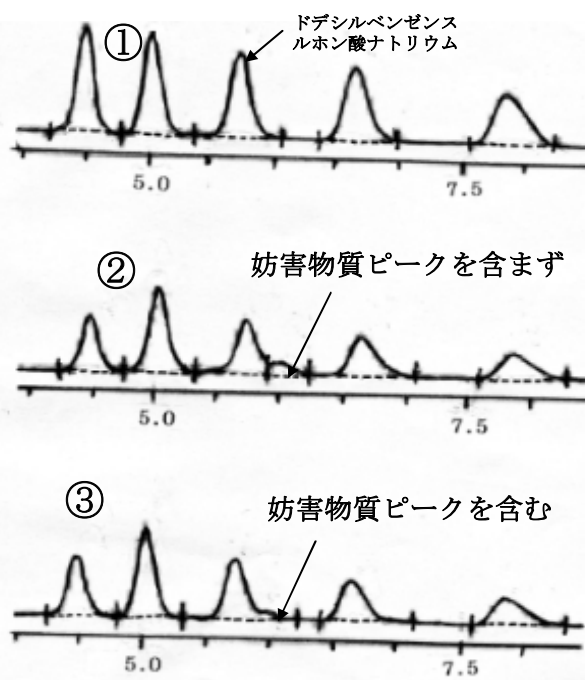 ①
ドデシルベンゼンス
ルホン酸ナトリウム
5.0
7.5
②
妨害物質ピークを含まず
5.0
7.5
③
妨害物質ピークを含む
5.0
7.5